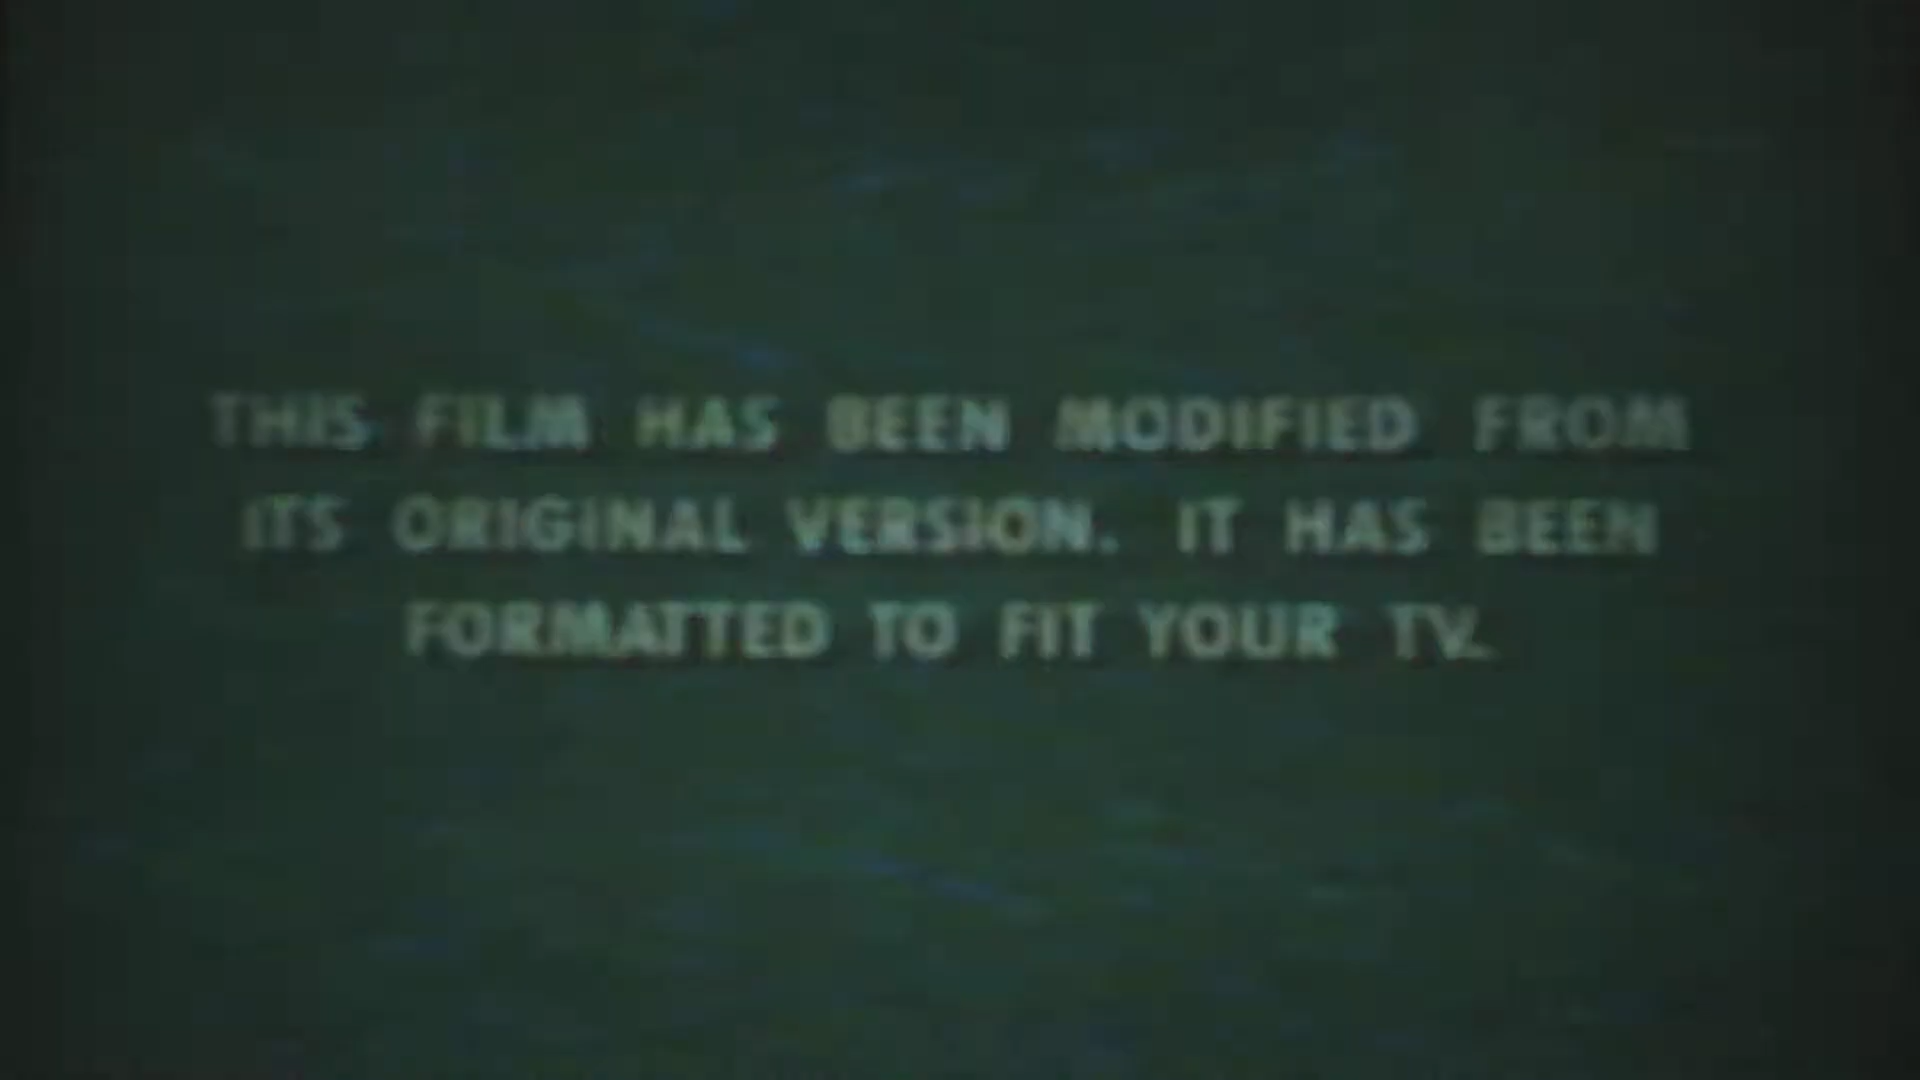 THIS FILM HAS BEEN MODIFIED FROM
ITS ORIGINAL VERSION. IT HAS BEEN
FORMATTED TO FIT YOUR TV.